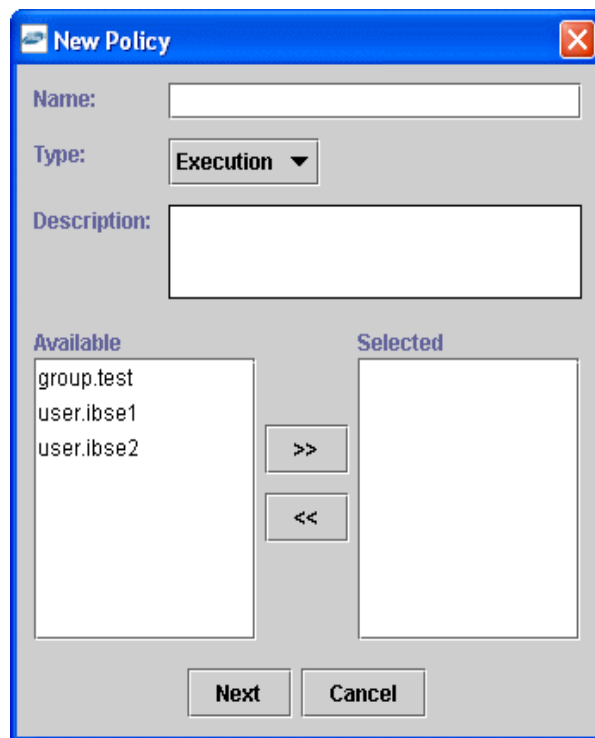 New Policy
Name:
Type:
Execution
Description:
Available
Selected
group.test
user.ibse1
user.ibse2
>>
<<
Next
Cancel